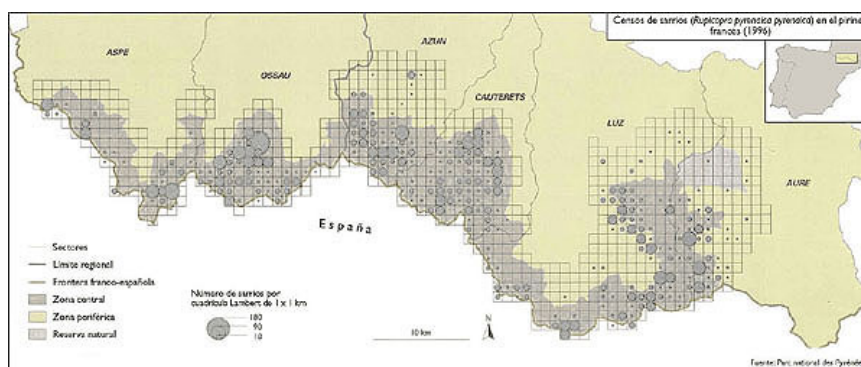 Censos de sarrios (Rupicapra pyrenaica pyrenaica) en el pirine
francés (1996)
ASPE
OSSAU
AZUN
CAUTERETS
LUZ
AURE
España
Sectores
Límite regional
Frontera franco-española
Zona central
Zona periférica
Reserva natural
Número de sarrios por
cuadrícula Lambert de 1 x 1 km
180
90
10
10 km
N
Fuente: Parc national des Pyréné